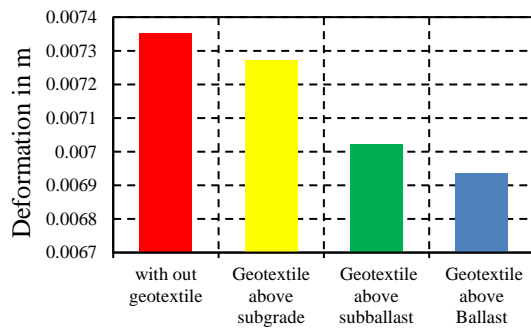 Deformation in m
0.0074
0.0073
0.0072
0.0071
0.007
0.0069
0.0068
0.0067
with out
geotextile
Geotextile
above
subgrade
Geotextile
above
subballast
Geotextile
above
Ballast